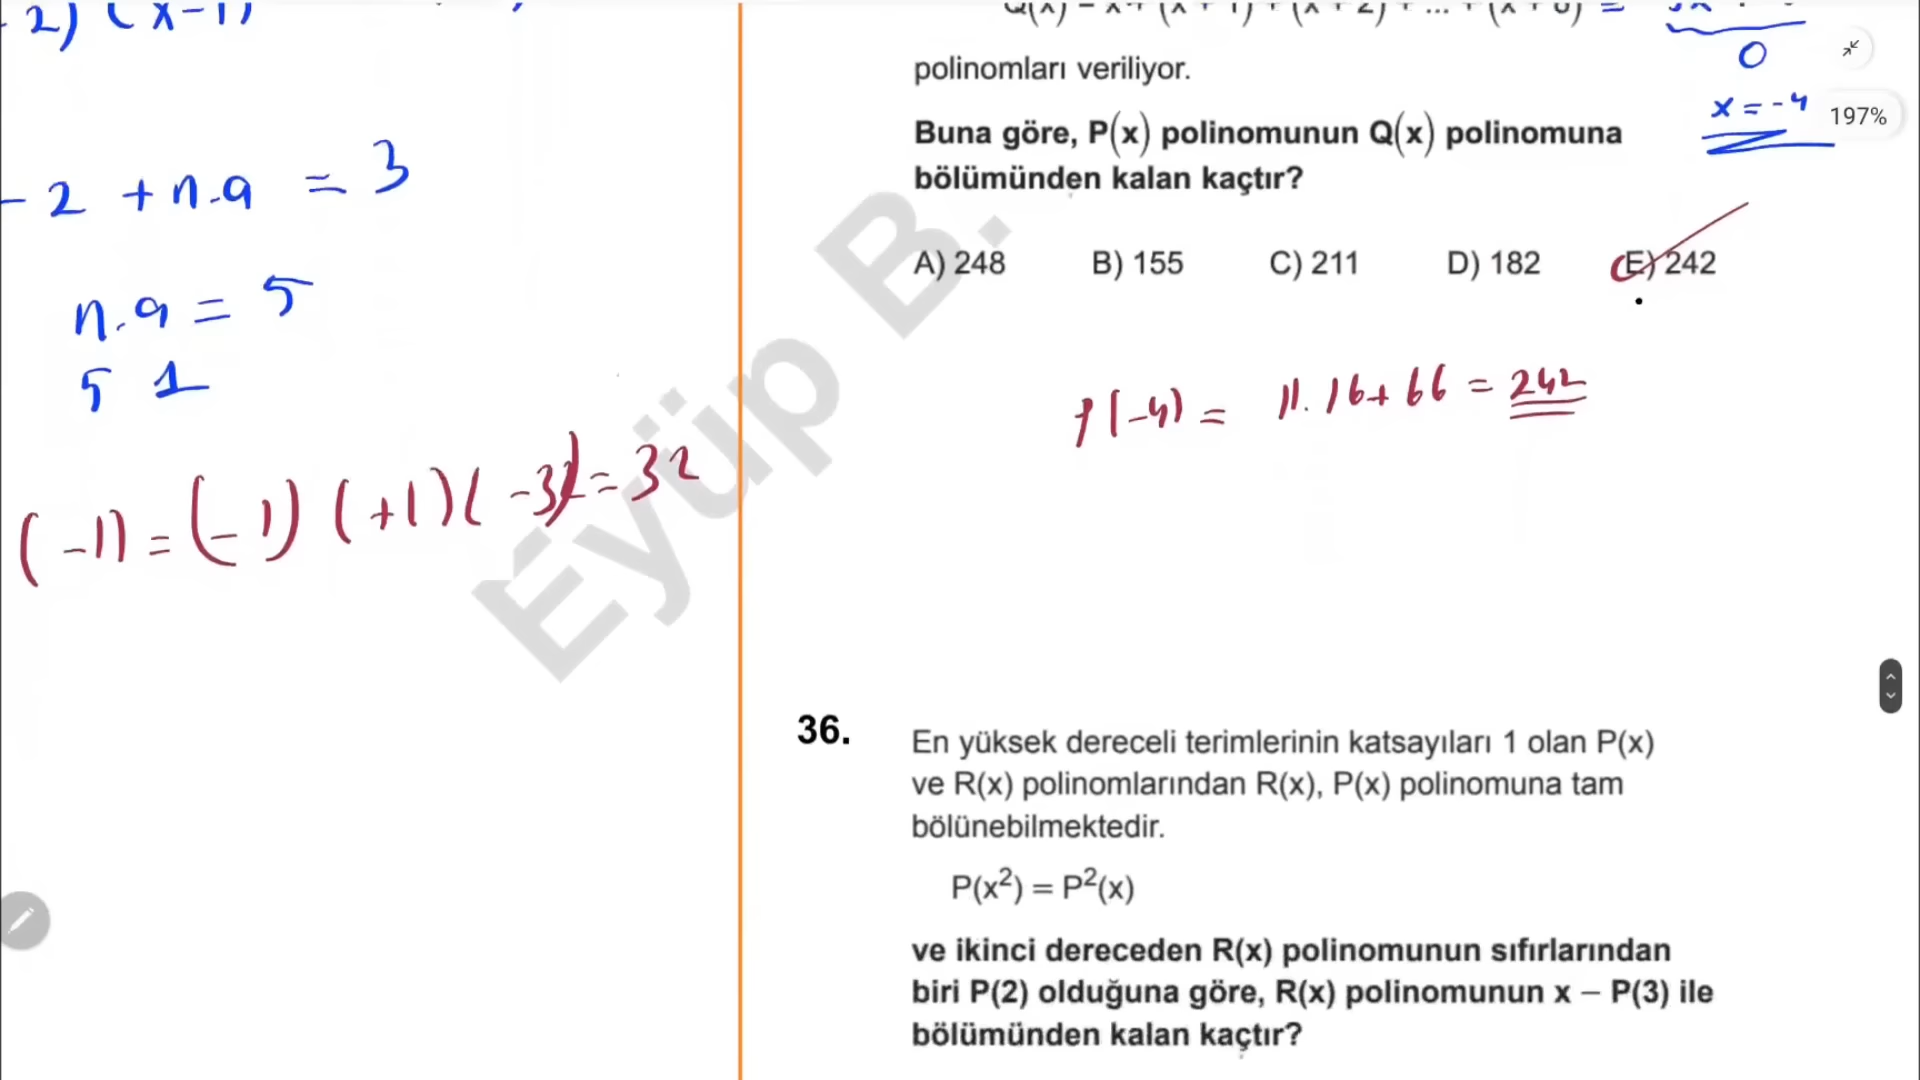 2) (x-1)
- 2 + n.a = 3
n.a = 5
5 1
(-1) = (-1) (+1) ( -32) = 32
polinomları veriliyor.
Buna göre, P(x) polinomunun Q(x) polinomuna
bölümünden kalan kaçtır?
A) 248 B) 155 C) 211 D) 182 E) 242
0
x = -4
197%
P(-4) = 11.16+66 = 242
Eyüp B.
36.
En yüksek dereceli terimlerinin katsayıları 1 olan P(x)
ve R(x) polinomlarından R(x), P(x) polinomuna tam
bölünebilmektedir.
P(x²) = P²(x)
ve ikinci dereceden R(x) polinomunun sıfırlarından
biri P(2) olduğuna göre, R(x) polinomunun x − P(3) ile
bölümünden kalan kaçtır?